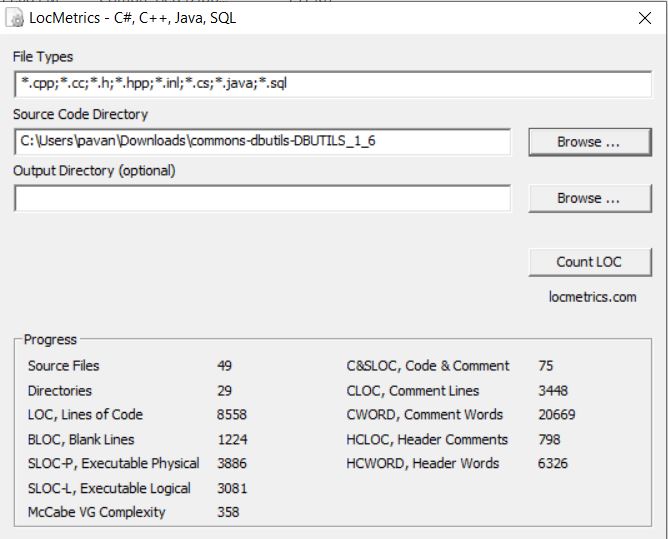 LocMetrics - C#, C++, Java, SQL
File Types
*.cpp;*.cc;*.h;*.hpp;*.inl;*.cs;*.java;*.sql
Source Code Directory
C:\Users\pavan\Downloads\commons-dbutils-DBUTILS_1_6
Browse ...
Output Directory (optional)
Browse ...
Count LOC
locmetrics.com
Progress
Source Files 49 C&SLOC, Code & Comment 75
Directories 29 CLOC, Comment Lines 3448
LOC, Lines of Code 8558 CWORD, Comment Words 20669
BLOC, Blank Lines 1224 HCLOC, Header Comments 798
SLOC-P, Executable Physical 3886 HCWORD, Header Words 6326
SLOC-L, Executable Logical 3081
McCabe VG Complexity 358